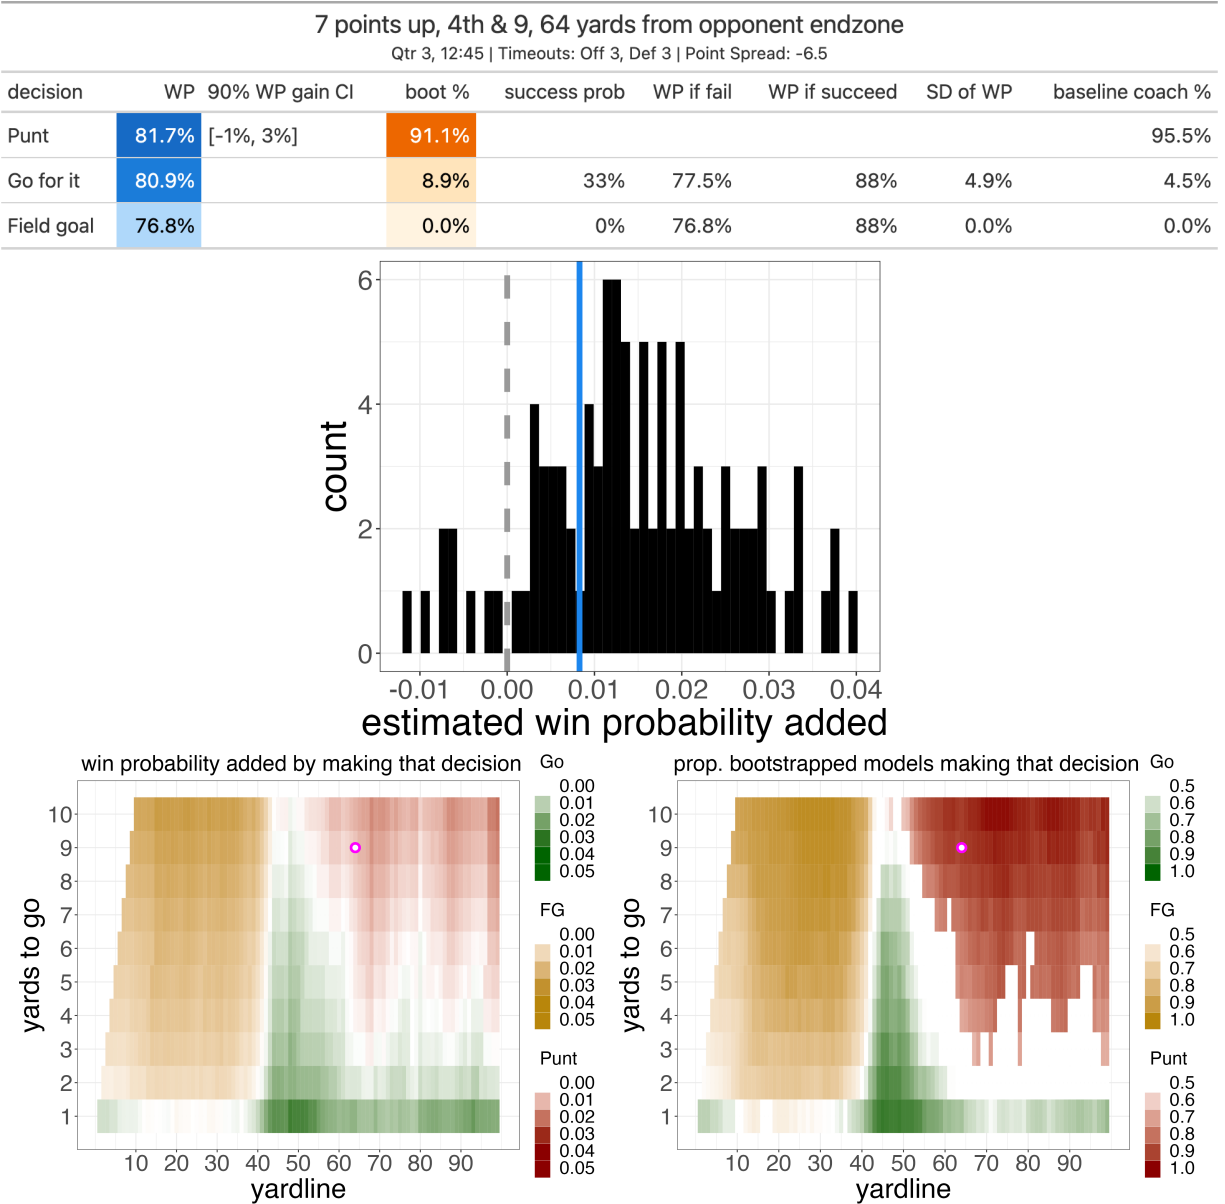 7 points up, 4th & 9, 64 yards from opponent endzone
Qtr 3, 12:45 | Timeouts: Off 3, Def 3 | Point Spread: -6.5
decision WP 90% WP gain CI boot % success prob WP if fail WP if succeed SD of WP baseline coach %
Punt 81.7% [-1%, 3%] 91.1% 95.5%
Go for it 80.9% 8.9% 33% 77.5% 88% 4.9% 4.5%
Field goal 76.8% 0.0% 0% 76.8% 88% 0.0% 0.0%
6
4
2
0
count
-0.01 0.00 0.01 0.02 0.03 0.04
estimated win probability added
win probability added by making that decision
10
9
8
7
6
5
4
3
2
1
yards to go
10 20 30 40 50 60 70 80 90
yardline
Go
0.00
0.01
0.02
0.03
0.04
0.05
FG
0.00
0.01
0.02
0.03
0.04
0.05
Punt
0.00
0.01
0.02
0.03
0.04
0.05
prop. bootstrapped models making that decision
10
9
8
7
6
5
4
3
2
1
yards to go
10 20 30 40 50 60 70 80 90
yardline
Go
0.5
0.6
0.7
0.8
0.9
1.0
FG
0.5
0.6
0.7
0.8
0.9
1.0
Punt
0.5
0.6
0.7
0.8
0.9
1.0